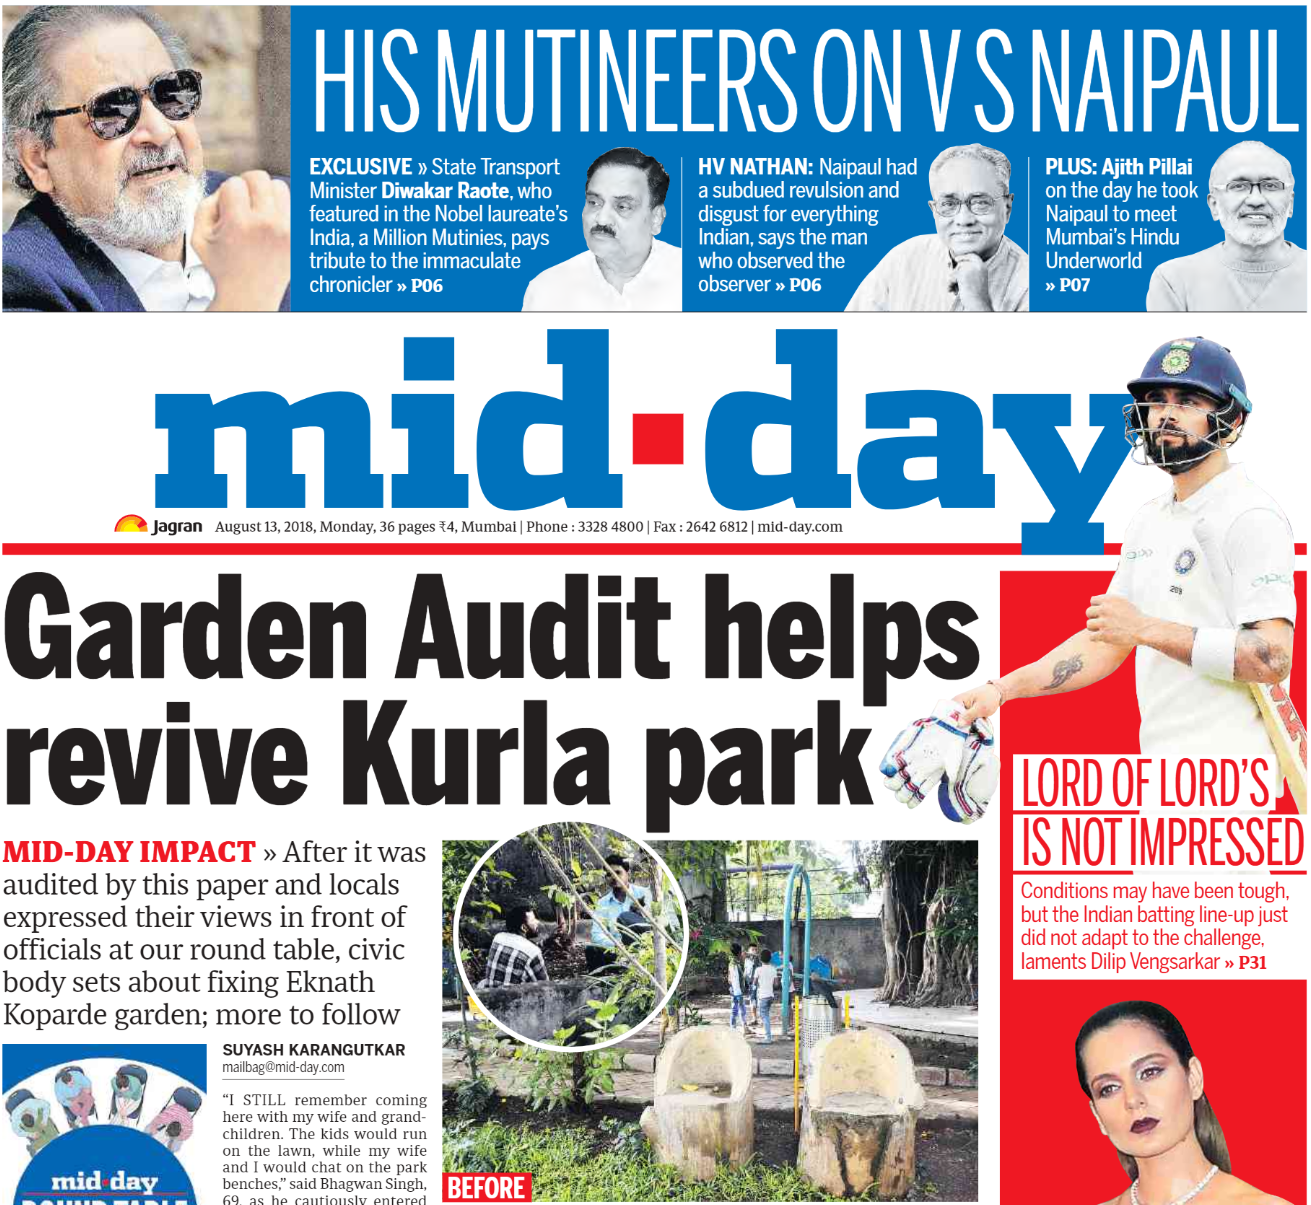 HIS MUTINEERS ON V S NAIPAUL
EXCLUSIVE » State Transport
Minister Diwakar Raote, who
featured in the Nobel laureate's
India, a Million Mutinies, pays
tribute to the immaculate
chronicler » P06
HV NATHAN: Naipaul had
a subdued revulsion and
disgust for everything
Indian, says the man
who observed the
observer » P06
PLUS: Ajith Pillai
on the day he took
Naipaul to meet
Mumbai's Hindu
Underworld
» P07
mid-day
Jagran August 13, 2018, Monday, 36 pages ₹4, Mumbai | Phone : 3328 4800 | Fax : 2642 6812 | mid-day.com
Garden Audit helps
revive Kurla park
MID-DAY IMPACT » After it was
audited by this paper and locals
expressed their views in front of
officials at our round table, civic
body sets about fixing Eknath
Koparde garden; more to follow
SUYASH KARANGUTKAR
mailbag@mid-day.com
"I STILL remember coming
here with my wife and grand-
children. The kids would run
on the lawn, while my wife
and I would chat on the park
benches," said Bhagwan Singh,
69, as he cautiously entered
mid-day
ROUND TABLE
BEFORE
LORD OF LORD'S
IS NOT IMPRESSED
Conditions may have been tough,
but the Indian batting line-up just
did not adapt to the challenge,
laments Dilip Vengsarkar » P31